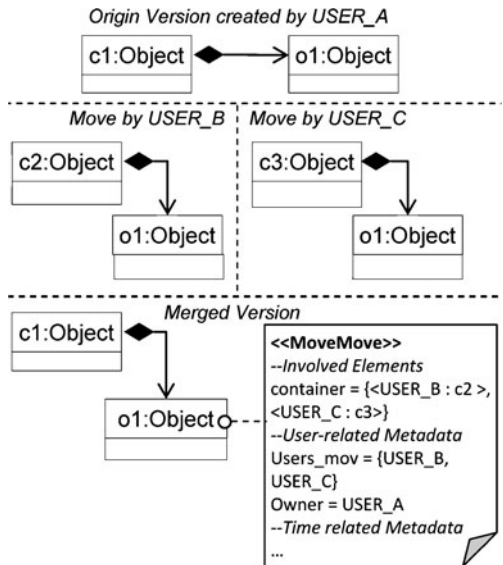 Origin Version created by USER_A
c1:Object
o1:Object
Move by USER_B
Move by USER_C
c2:Object
o1:Object
c3:Object
o1:Object
Merged Version
c1:Object
o1:Object
<<MoveMove>>
--Involved Elements
container = {<USER_B : c2 >,
<USER_C : c3>}
--User-related Metadata
Users_mov = {USER_B,
USER_C}
Owner = USER_A
--Time related Metadata
...